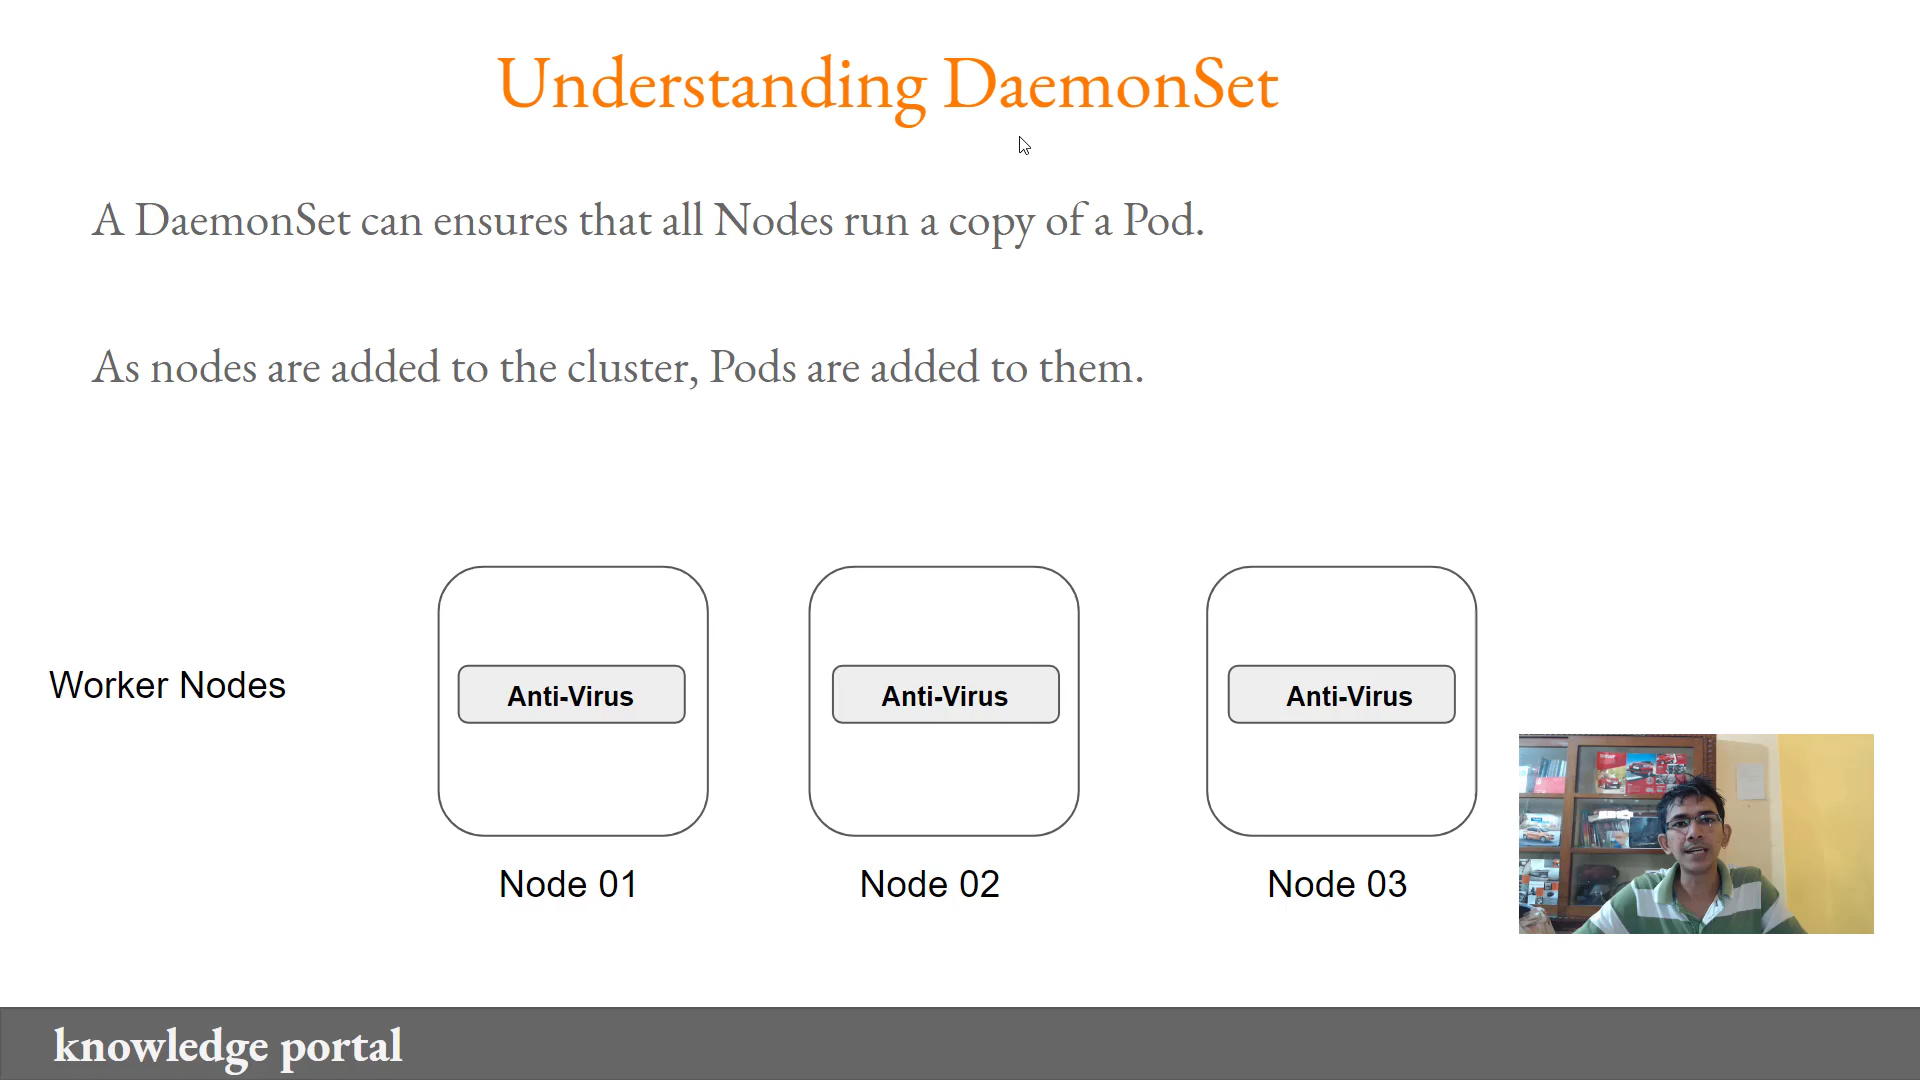 Understanding DaemonSet
A DaemonSet can ensures that all Nodes run a copy of a Pod.
As nodes are added to the cluster, Pods are added to them.
Worker Nodes
Anti-Virus
Anti-Virus
Anti-Virus
Node 01
Node 02
Node 03
knowledge portal